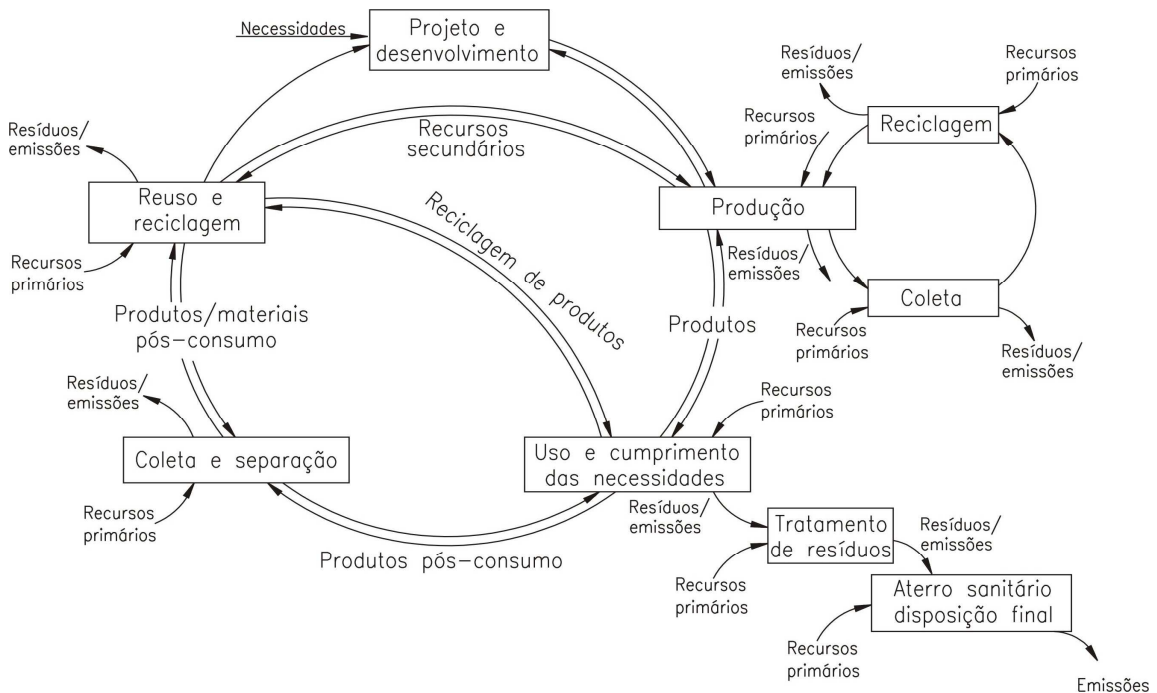 Necessidades
Projeto e
desenvolvimento
Resíduos/
emissões
Recursos
primários
Recursos
primários
Reciclagem
Resíduos/
emissões
Recursos
secundários
Reuso e
reciclagem
Produção
Reciclagem de produtos
Recursos
primários
Resíduos/
emissões
Coleta
Produtos/materiais
pós-consumo
Produtos
Recursos
primários
Resíduos/
emissões
Resíduos/
emissões
Recursos
primários
Coleta e separação
Uso e cumprimento
das necessidades
Recursos
primários
Resíduos/
emissões
Tratamento
de resíduos
Resíduos/
emissões
Produtos pós-consumo
Recursos
primários
Aterro sanitário
disposição final
Recursos
primários
Emissões